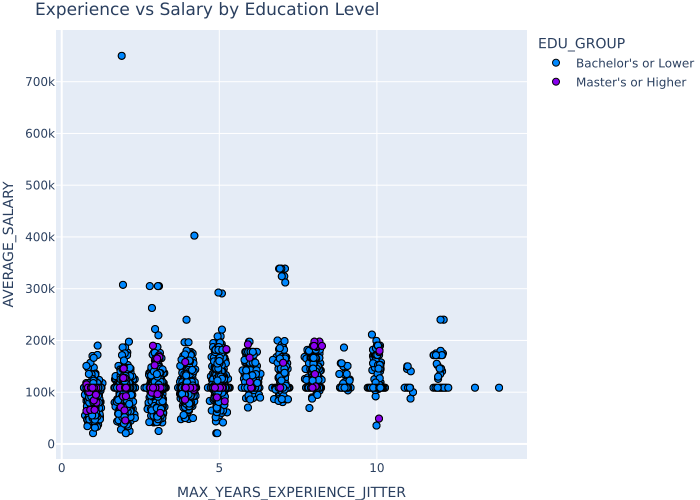 Experience vs Salary by Education Level
EDU_GROUP
Bachelor's or Lower
Master's or Higher
AVERAGE_SALARY
700k
600k
500k
400k
300k
200k
100k
0
0
5
10
MAX_YEARS_EXPERIENCE_JITTER